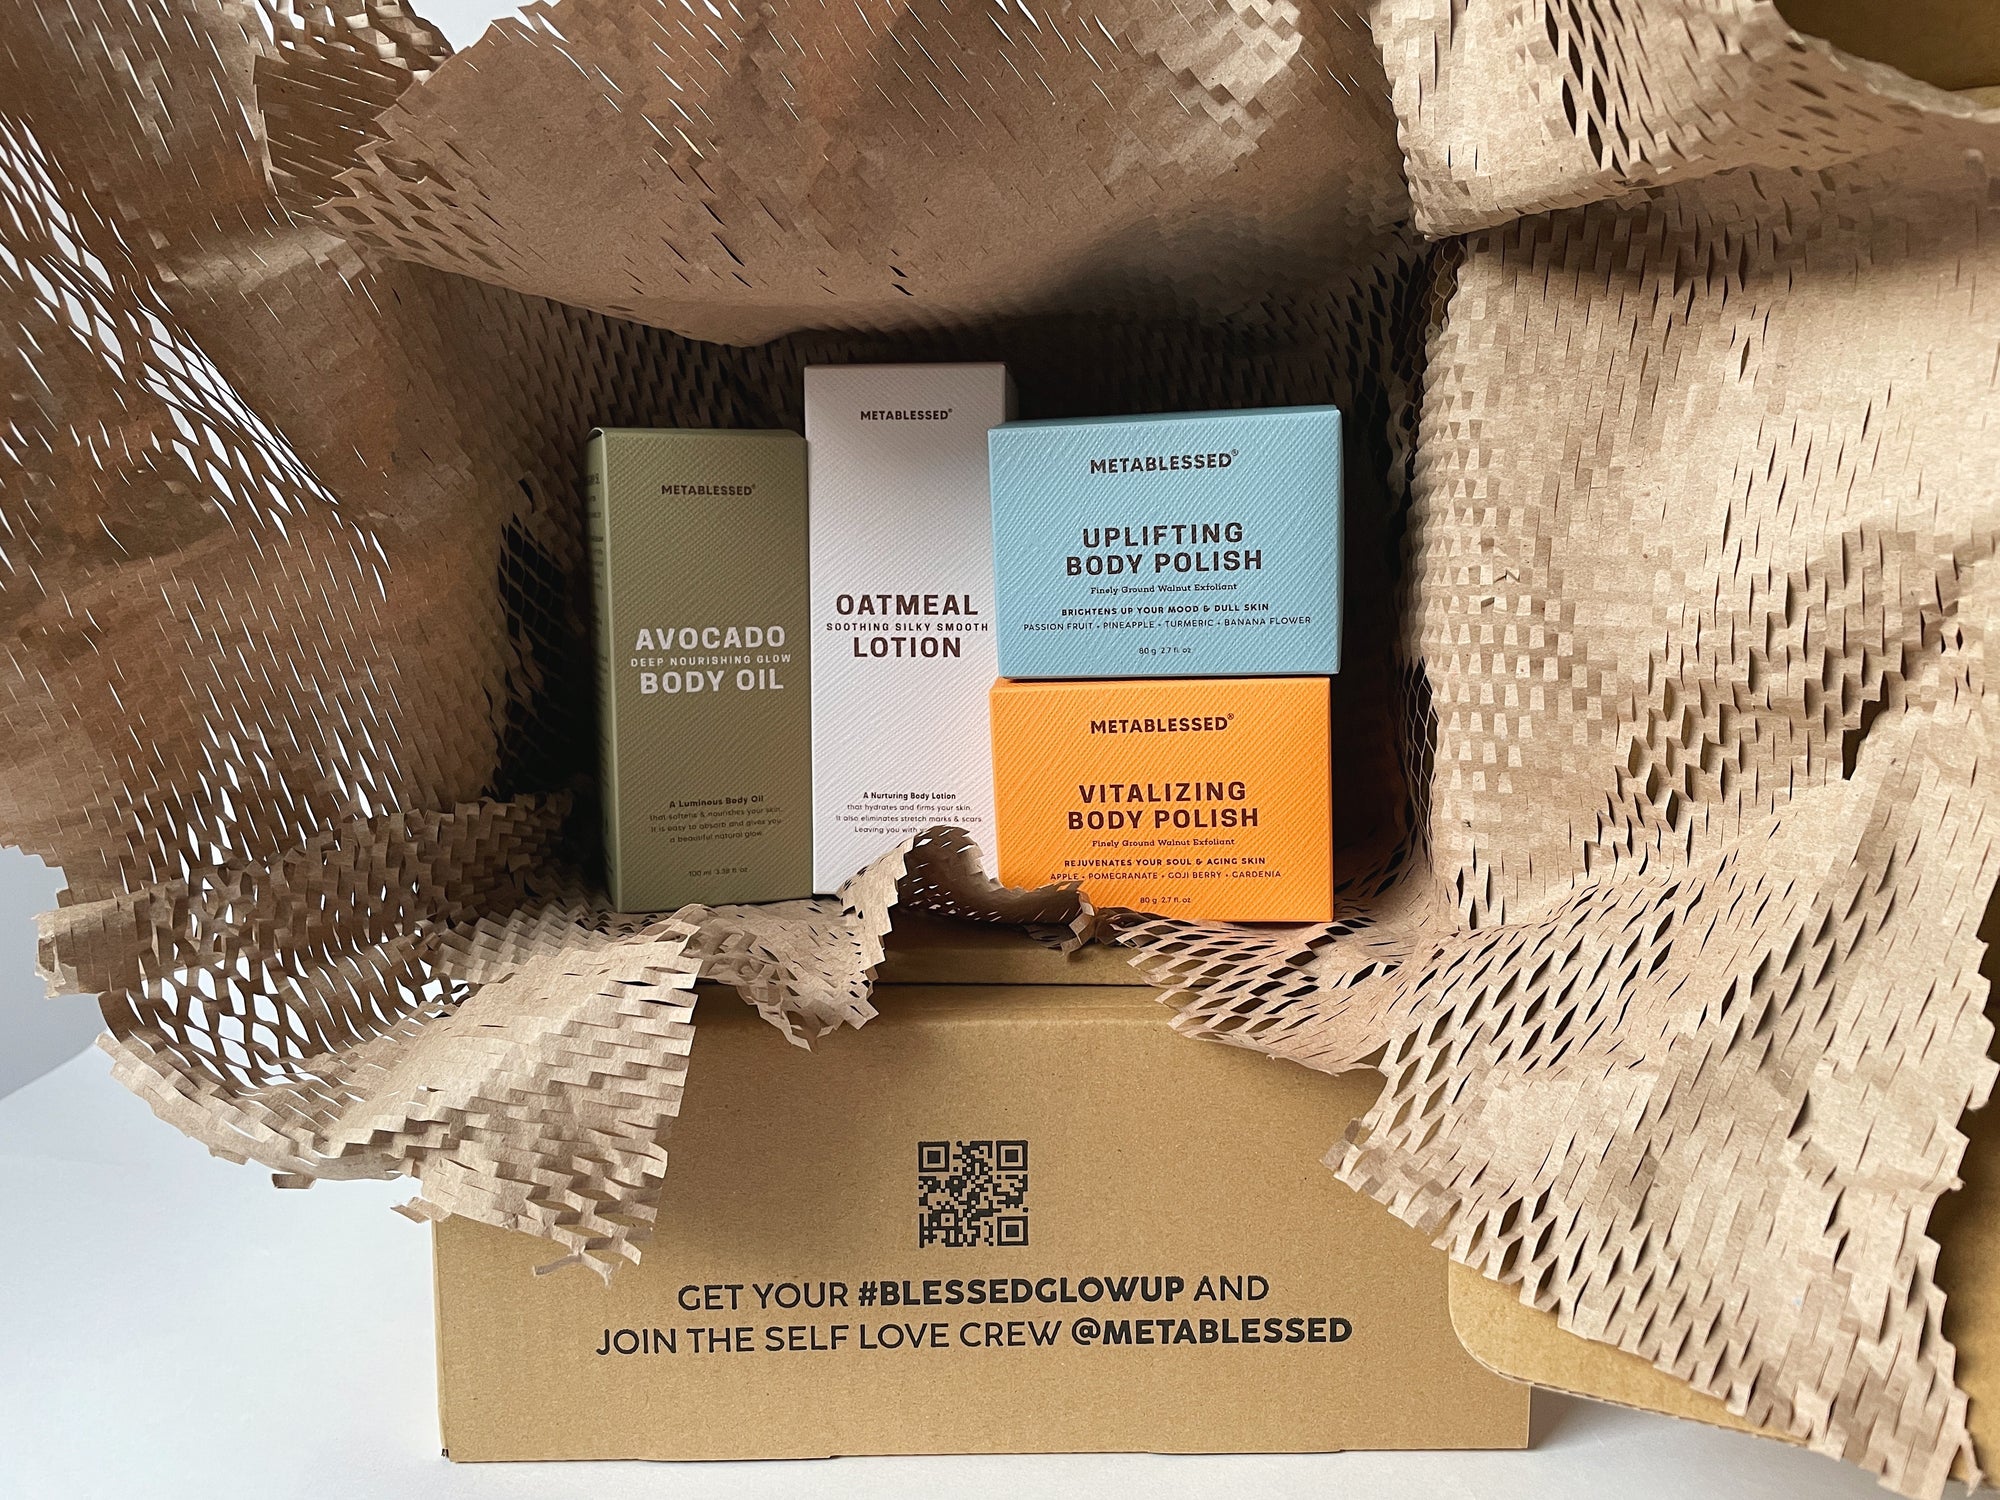 METABLESSED®
AVOCADO
DEEP NOURISHING GLOW
BODY OIL
A Luminous Body Oil
that softens & nourishes your skin.
It is easy to absorb and gives you
a beautiful natural glow.
100 ml 3.38 fl oz
METABLESSED®
OATMEAL
SOOTHING SILKY SMOOTH
LOTION
A Nurturing Body Lotion
that hydrates and firms your skin.
It also eliminates stretch marks & scars
Leaving you with
METABLESSED®
UPLIFTING
BODY POLISH
Finely Ground Walnut Exfoliant
BRIGHTENS UP YOUR MOOD & DULL SKIN
PASSION FRUIT • PINEAPPLE • TURMERIC • BANANA FLOWER
80 g 2.7 fl. oz
METABLESSED®
VITALIZING
BODY POLISH
Finely Ground Walnut Exfoliant
REJUVENATES YOUR SOUL & AGING SKIN
APPLE • POMEGRANATE • GOJI BERRY • GARDENIA
80 g 2.7 fl. oz
GET YOUR #BLESSEDGLOWUP AND
JOIN THE SELF LOVE CREW @METABLESSED